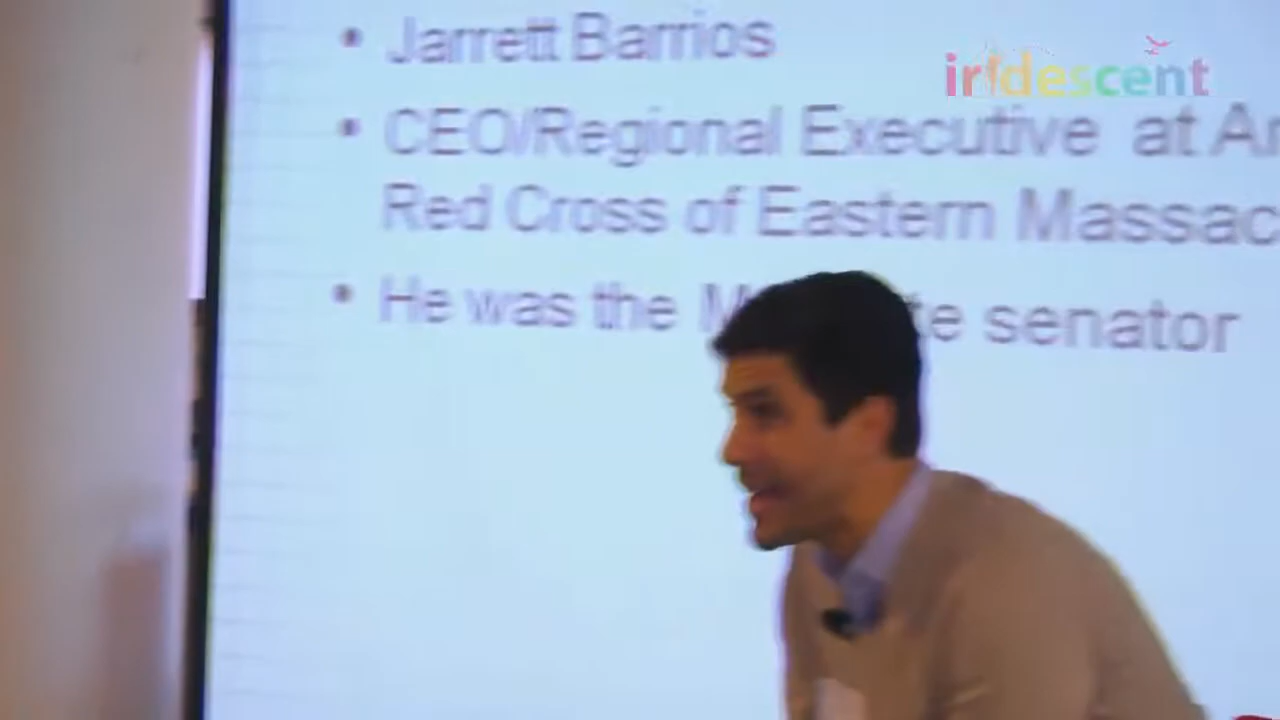 iridescent
• Jarrett Barrios
• CEO/Regional Executive at
Red Cross of Eastern
• He was the senator